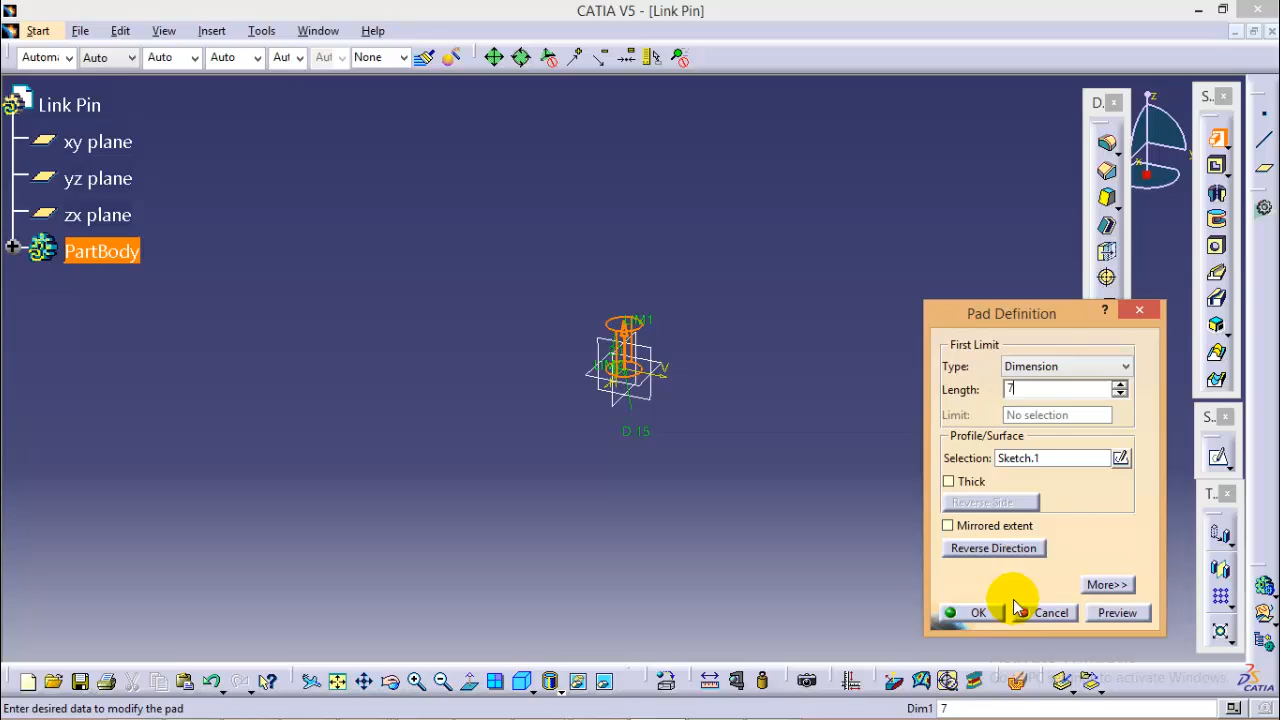 CATIA V5 - [Link Pin]
Start File Edit View Insert Tools Window Help
Auto Auto Auto None
Link Pin
xy plane
yz plane
zx plane
PartBody
D...
S...
z
x
V
D 15
Pad Definition
First Limit
Type: Dimension
Length: 7
Limit: No selection
Profile/Surface
Selection: Sketch.1
Thick
Reverse Side
Mirrored extent
Reverse Direction
More>>
OK Cancel Preview
S...
T...
CATIA
Enter desired data to modify the pad
Dim1 7